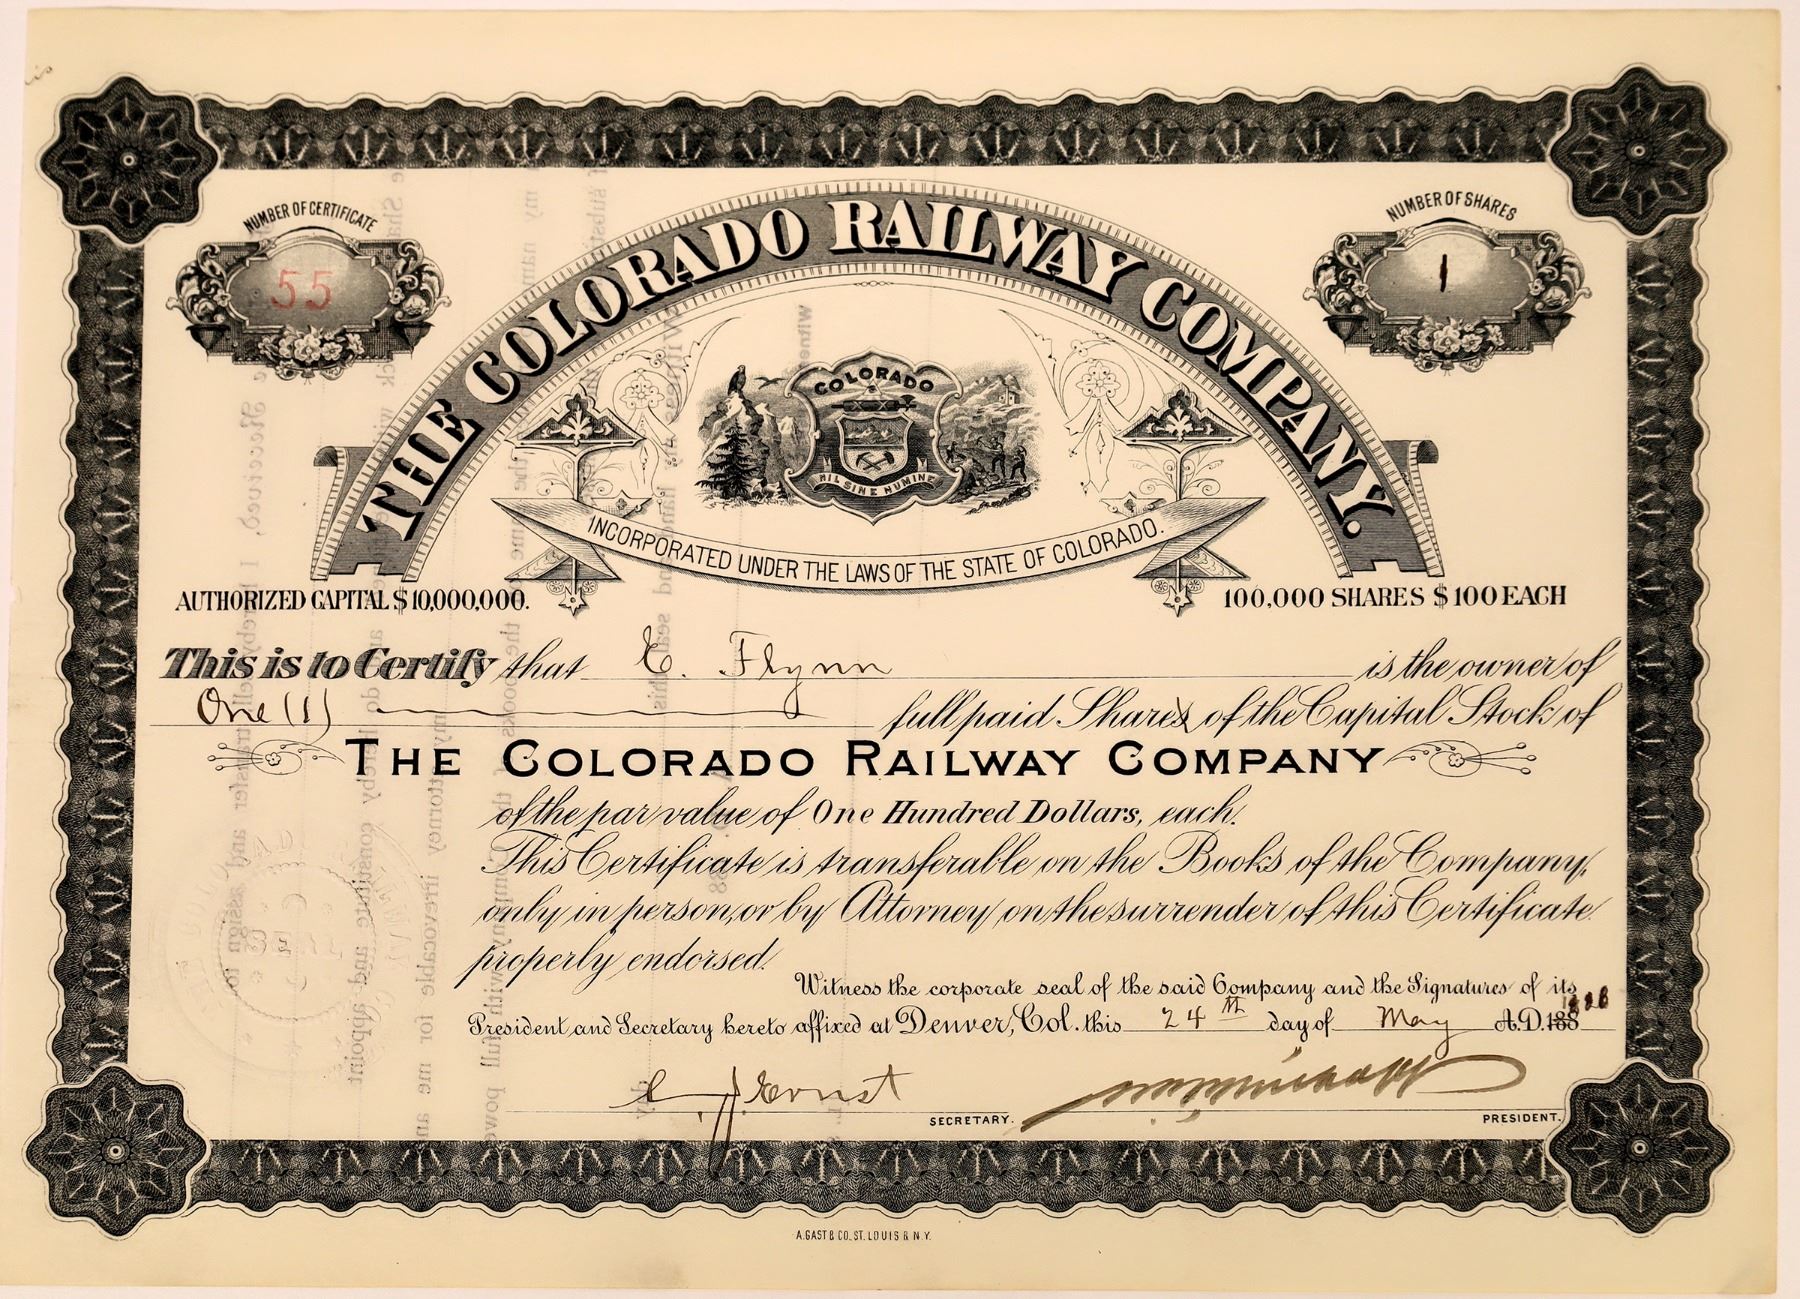 NUMBER OF CERTIFICATE
55
NUMBER OF SHARES
1
THE COLORADO RAILWAY COMPANY.
COLORADO
NIL SINE NUMINE
INCORPORATED UNDER THE LAWS OF THE STATE OF COLORADO.
AUTHORIZED CAPITAL $10,000,000.
100,000 SHARES $100 EACH
This is to Certify that E. Flynn is the owner of
One (1) full paid Shares of the Capital Stock of
THE COLORADO RAILWAY COMPANY
of the par value of One Hundred Dollars, each.
This Certificate is transferable on the Books of the Company,
only in person, or by Attorney on the surrender of this Certificate
properly endorsed.
Witness the corporate seal of the said Company and the Signatures of its
President and Secretary hereto affixed at Denver, Col. this 24th day of May A.D. 188
C. J. Ernst
SECRETARY.
PRESIDENT.
A. GAST & CO. ST. LOUIS & N.Y.